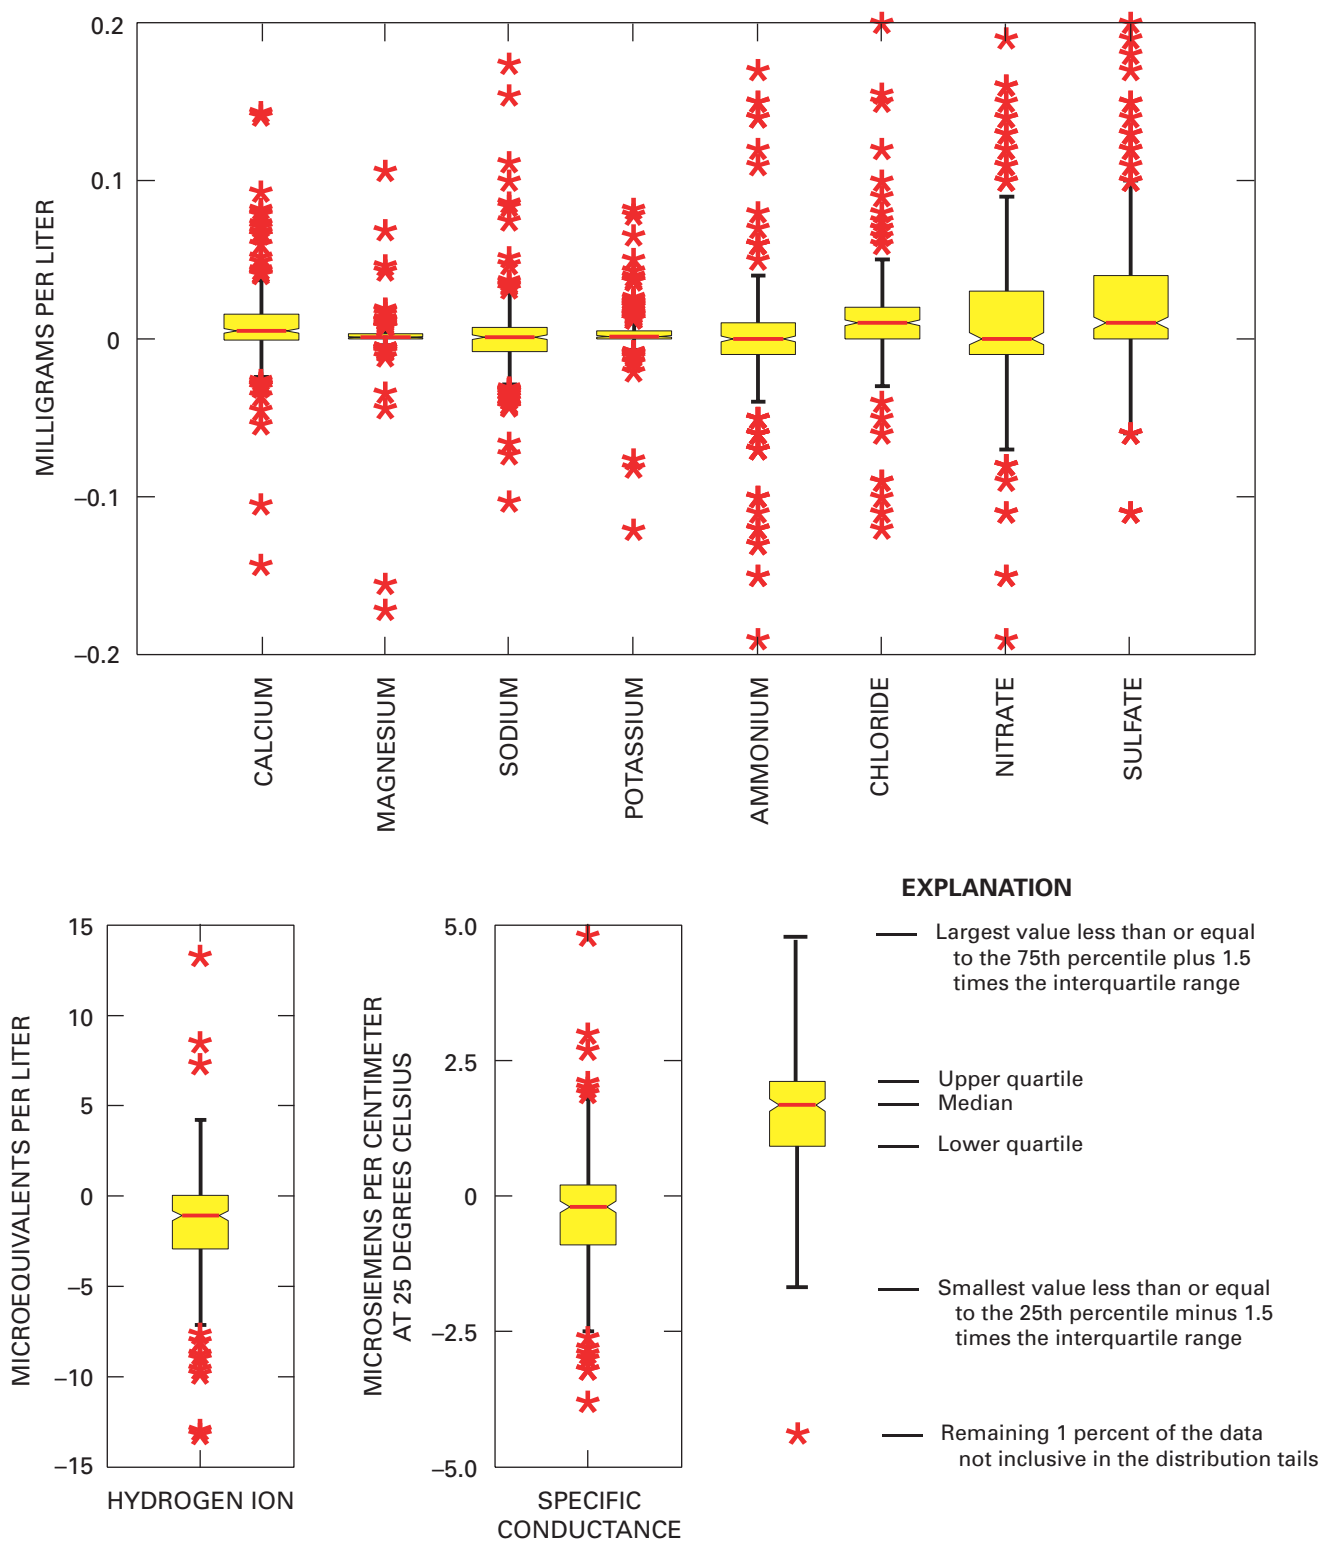 MILLIGRAMS PER LITER
0.2
0.1
0
–0.1
–0.2
CALCIUM
MAGNESIUM
SODIUM
POTASSIUM
AMMONIUM
CHLORIDE
NITRATE
SULFATE
MICROEQUIVALENTS PER LITER
15
10
5
0
–5
–10
–15
HYDROGEN ION
MICROSIEMENS PER CENTIMETER
AT 25 DEGREES CELSIUS
5.0
2.5
0
–2.5
–5.0
SPECIFIC
CONDUCTANCE
EXPLANATION
Largest value less than or equal
to the 75th percentile plus 1.5
times the interquartile range
Upper quartile
Median
Lower quartile
Smallest value less than or equal
to the 25th percentile minus 1.5
times the interquartile range
Remaining 1 percent of the data
not inclusive in the distribution tails